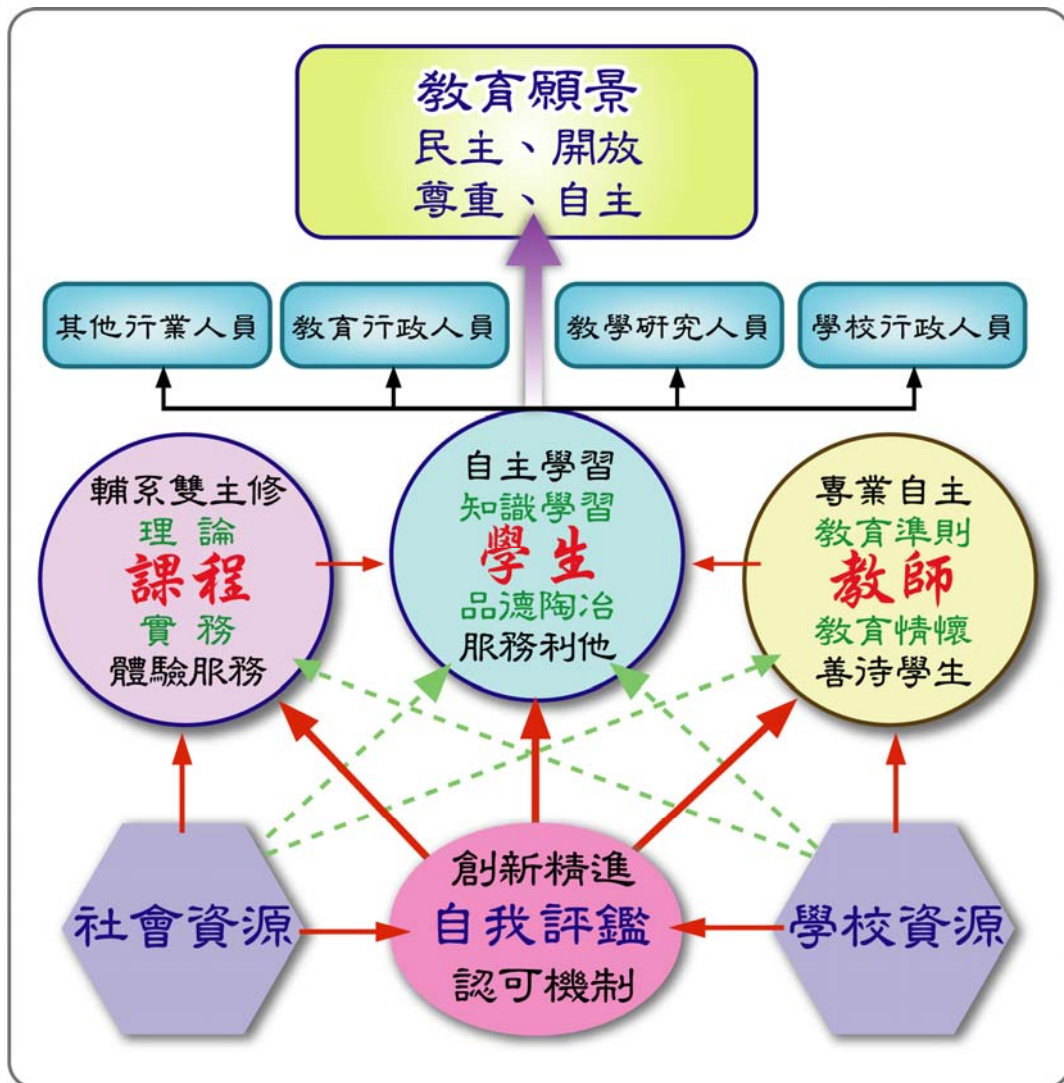 教育願景
民主、開放
尊重、自主
其他行業人員
教育行政人員
教學研究人員
學校行政人員
輔系雙主修
理論
課程
實務
體驗服務
自主學習
知識學習
學生
品德陶冶
服務利他
專業自主
教育準則
教師
教育情懷
善待學生
社會資源
創新精進
自我評鑑
認可機制
學校資源